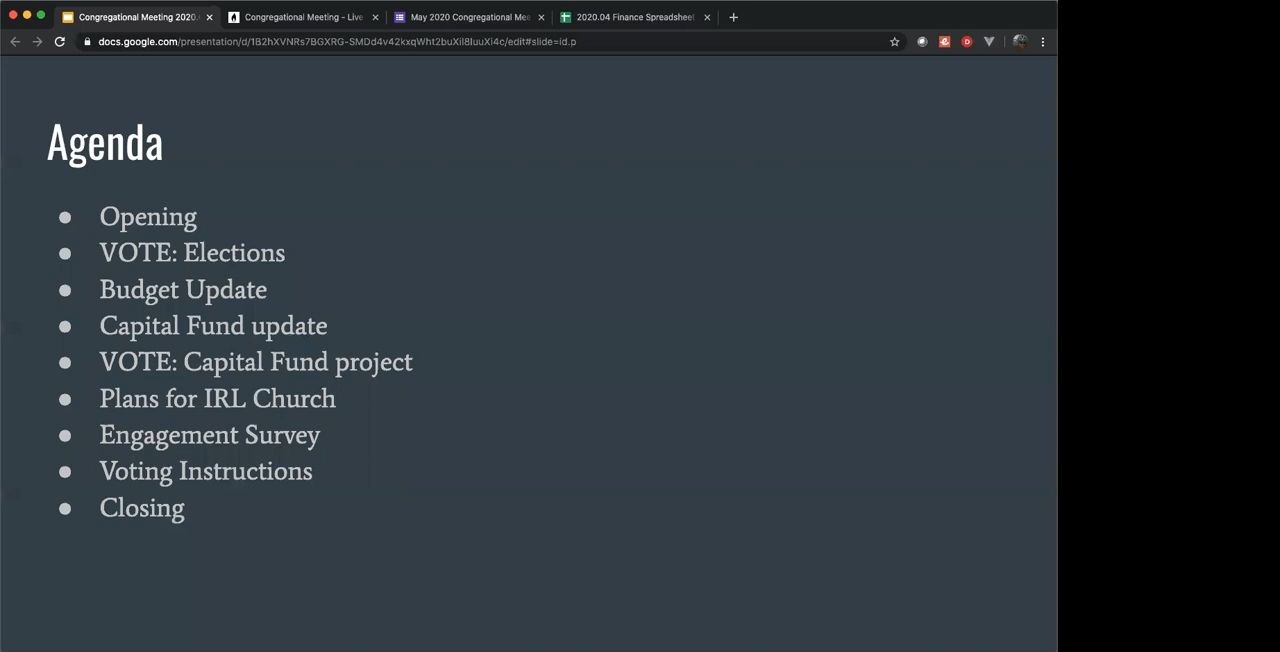 Congregational Meeting 2020.
Congregational Meeting – Live
May 2020 Congregational Mee
2020.04 Finance Spreadsheet
docs.google.com/presentation/d/1B2hXVNRs7BGXRG-SMDd4v42kxqWht2buXil8IuuXi4c/edit#slide=id.p
Agenda
● Opening
● VOTE: Elections
● Budget Update
● Capital Fund update
● VOTE: Capital Fund project
● Plans for IRL Church
● Engagement Survey
● Voting Instructions
● Closing